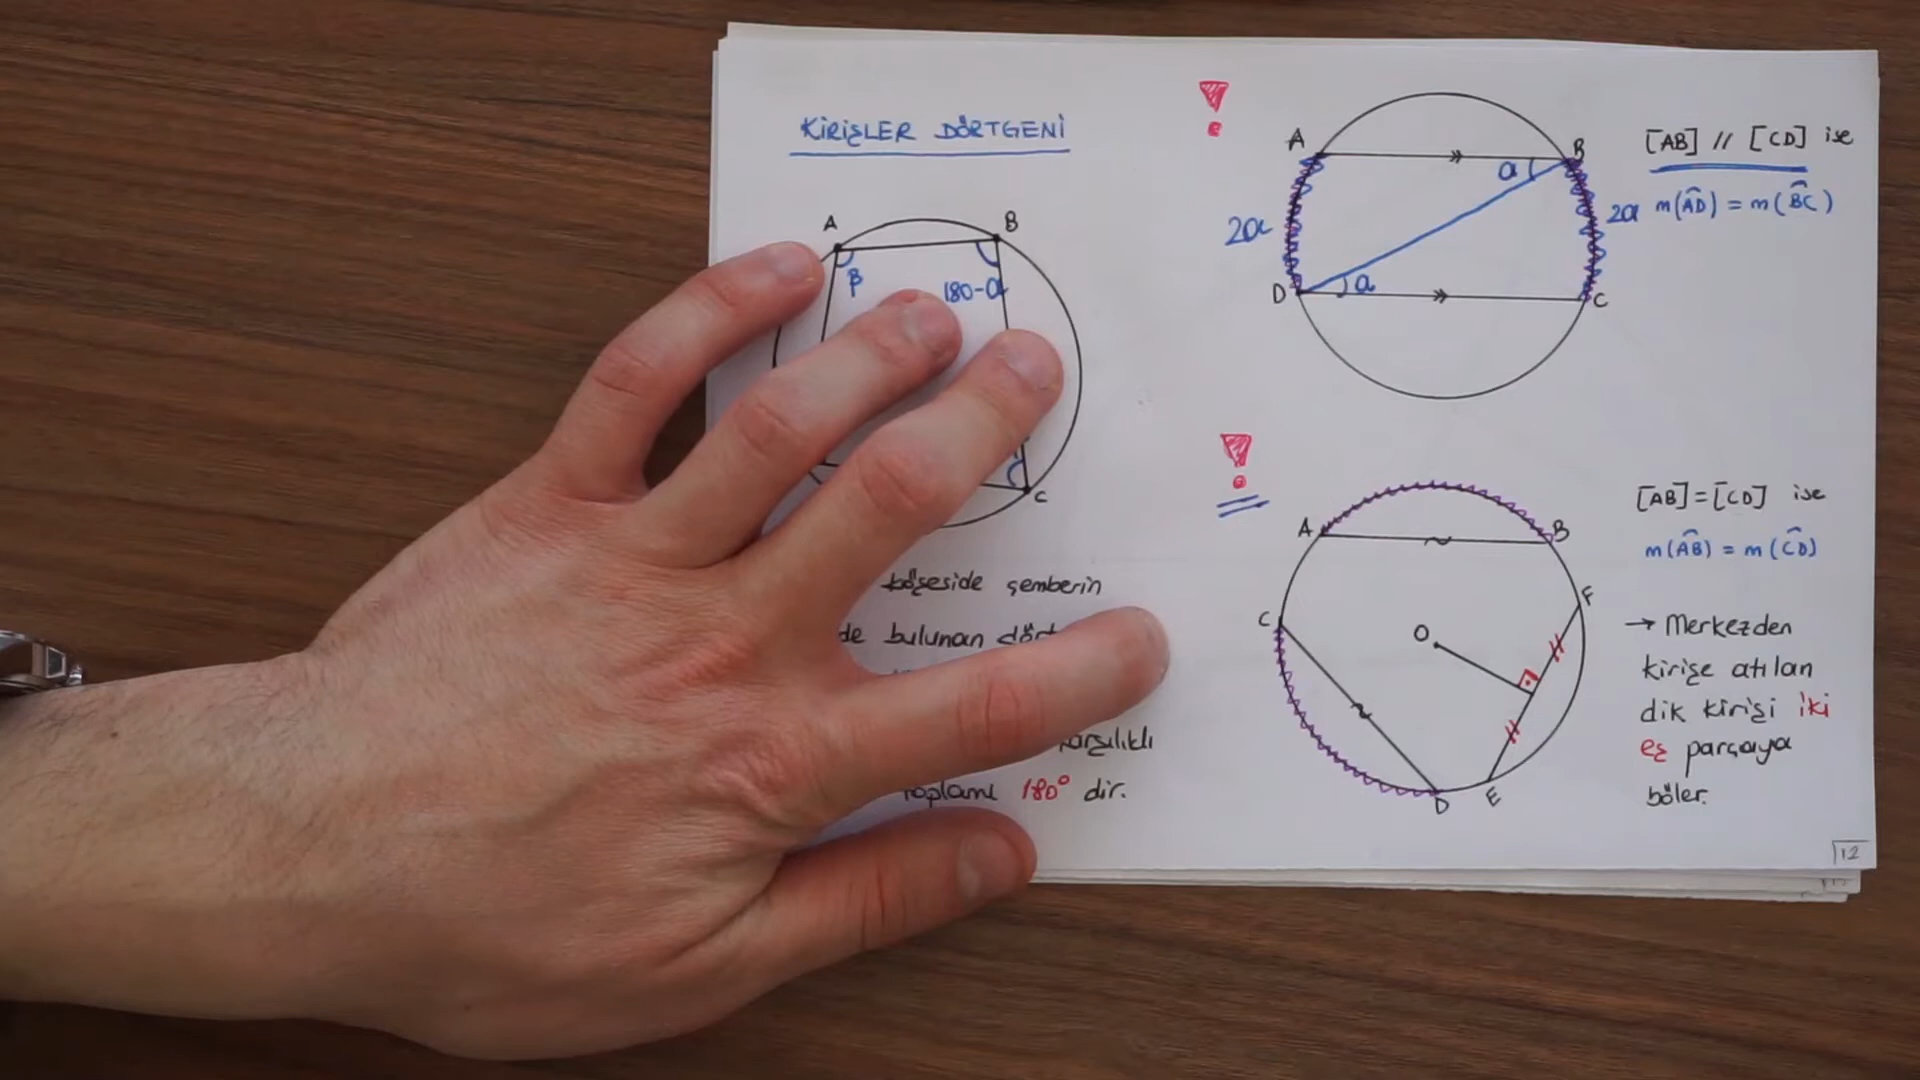 KİRİŞLER DÖRTGENİ
A
B
β
180-α
C
köşeside çemberin
de bulunan
karşılıklı
toplamı 180° dir.
!
A
B
α
2α
2α
D
α
C
[AB] // [CD] ise
m(AD) = m(BC)
!
A
B
C
F
O
D
E
[AB]=[CD] ise
m(AB) = m(CD)
→ Merkezden
kirişe atılan
dik kirişi iki
eş parçaya
böler.
12